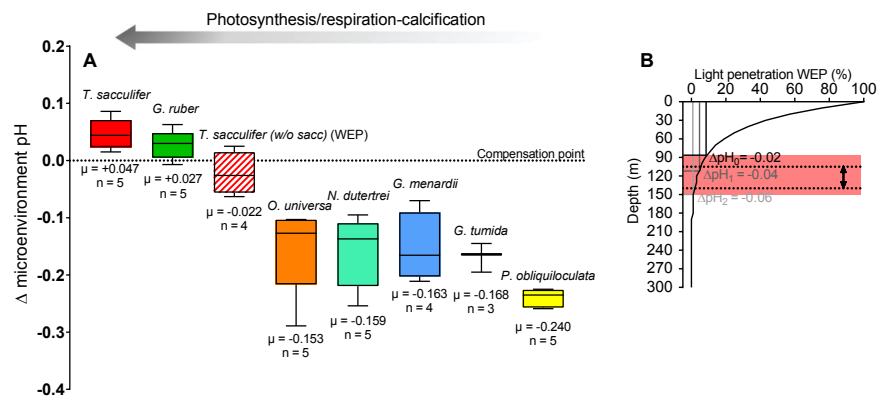 Photosynthesis/respiration-calcification
A
Δ microenvironment pH
0.2
0.1
0.0
-0.1
-0.2
-0.3
-0.4
T. sacculifer
μ = +0.047
n = 5
G. ruber
μ = +0.027
n = 5
T. sacculifer (w/o sacc) (WEP)
μ = -0.022
n = 4
Compensation point
O. universa
μ = -0.153
n = 5
N. dutertrei
μ = -0.159
n = 5
G. menardii
μ = -0.163
n = 4
G. tumida
μ = -0.168
n = 3
P. obliquiloculata
μ = -0.240
n = 5
B
Light penetration WEP (%)
0 20 40 60 80 100
Depth (m)
0
30
60
90
120
150
180
210
240
270
300
ΔpH₀= -0.02
ΔpH₁ = -0.04
ΔpH₂ = -0.06